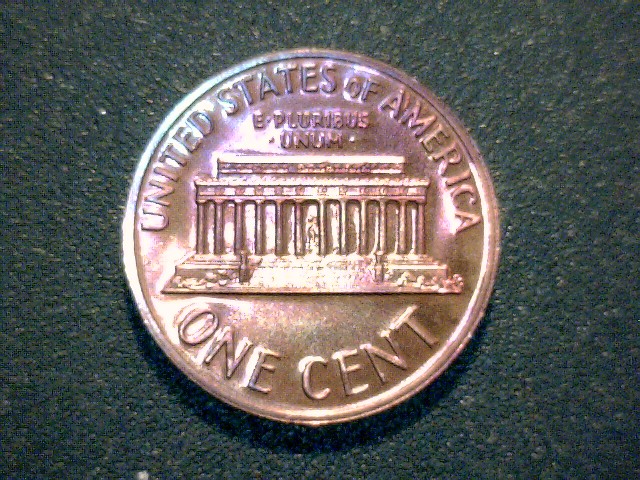 UNITED STATES OF AMERICA
E·PLURIBUS
·UNUM·
ONE CENT